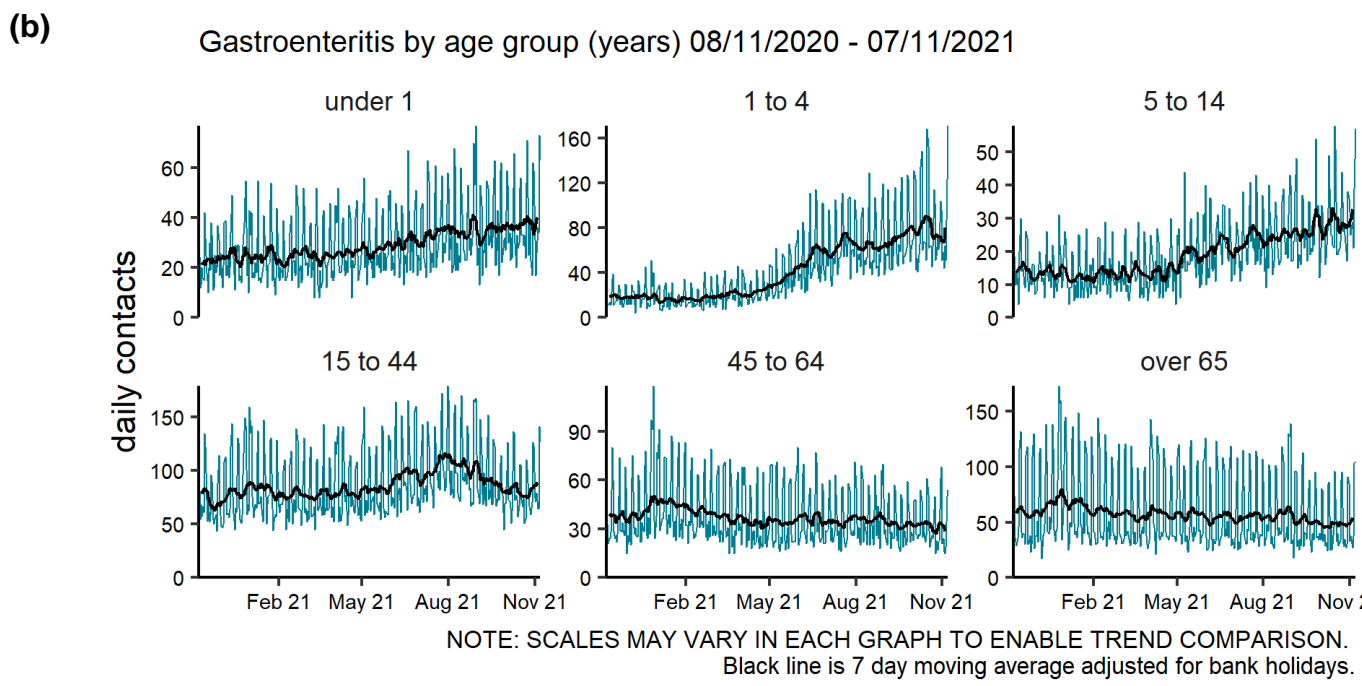 (b)
Gastroenteritis by age group (years) 08/11/2020 - 07/11/2021
under 1
1 to 4
5 to 14
60
40
20
0
160
120
80
40
0
50
40
30
20
10
0
daily contacts
15 to 44
45 to 64
over 65
150
100
50
0
90
60
30
0
150
100
50
0
Feb 21 May 21 Aug 21 Nov 21
Feb 21 May 21 Aug 21 Nov 21
Feb 21 May 21 Aug 21 Nov 2
NOTE: SCALES MAY VARY IN EACH GRAPH TO ENABLE TREND COMPARISON.
Black line is 7 day moving average adjusted for bank holidays.